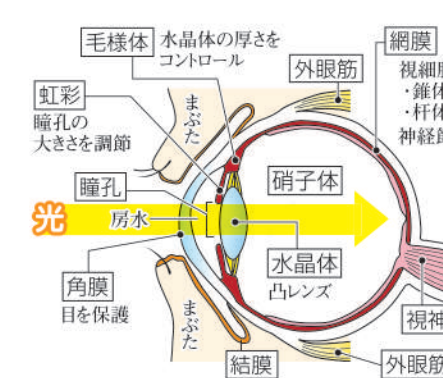 毛様体
水晶体の厚さを
コントロール
網膜
外眼筋
視細
・錐体
・杆体
神経
虹彩
瞳孔の
大きさを調節
まぶた
瞳孔
硝子体
光
房水
水晶体
凸レンズ
角膜
目を保護
まぶた
視神
結膜
外眼筋